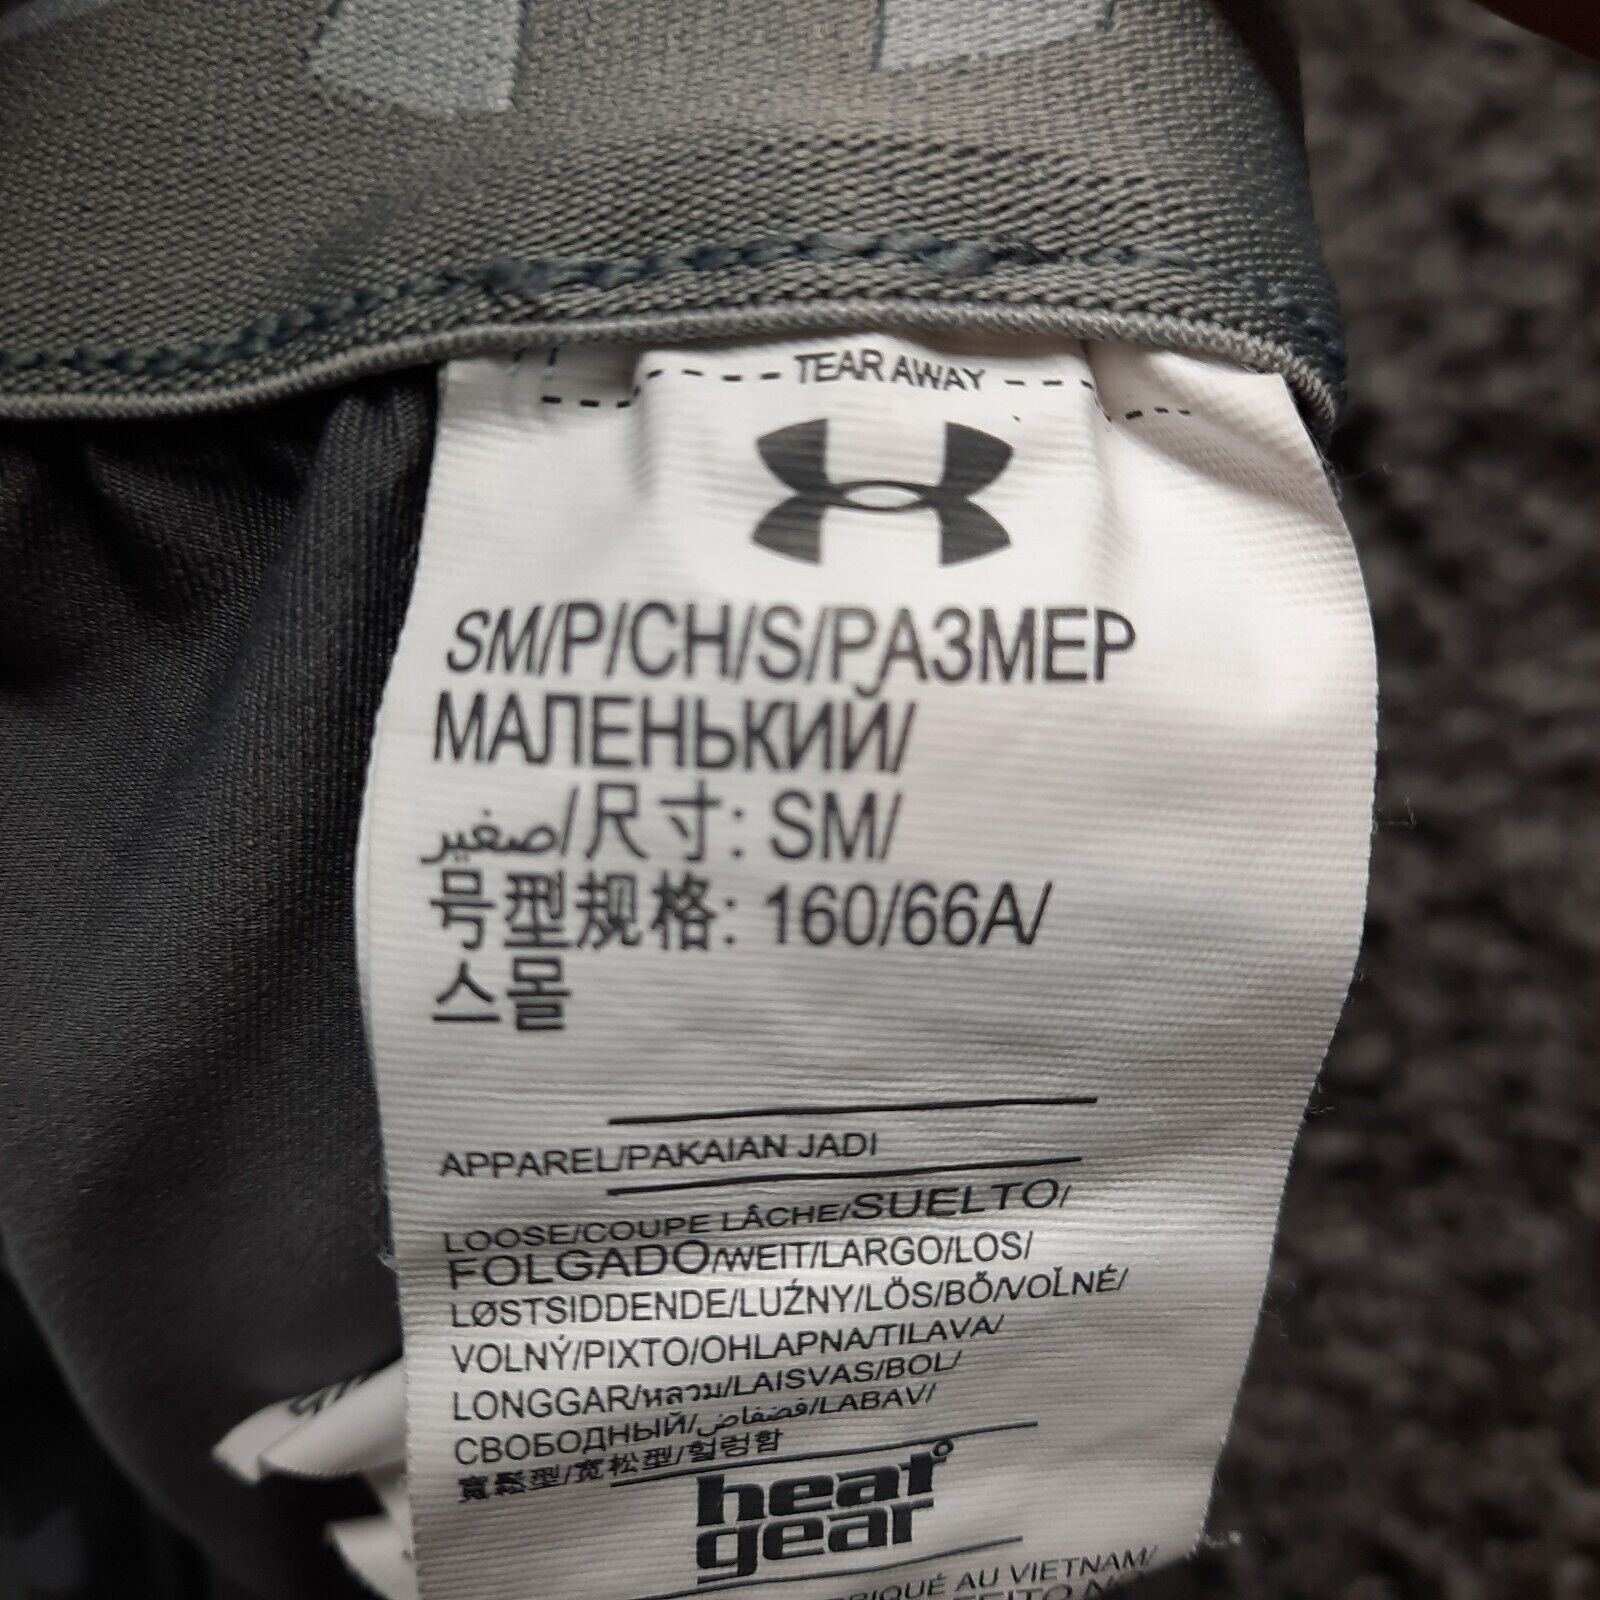 TEAR AWAY
SM/P/CH/S/РАЗМЕР
МАЛЕНЬКИЙ/
صغير/尺寸: SM/
号型规格: 160/66A/
스몰
APPAREL/PAKAIAN JADI
LOOSE/COUPE LÂCHE/SUELTO/
FOLGADO/WEIT/LARGO/LOS/
LØSTSIDDENDE/LUŹNY/LÖS/BŐ/VOĽNÉ/
VOLNÝ/PIXTO/OHLAPNA/TILAVA/
LONGGAR/หลวม/LAISVAS/BOL/
СВОБОДНЫЙ/فضفاض/LABAV/
寬鬆型/宽松型/헐렁함
heat
gear
AU VIETNAM/